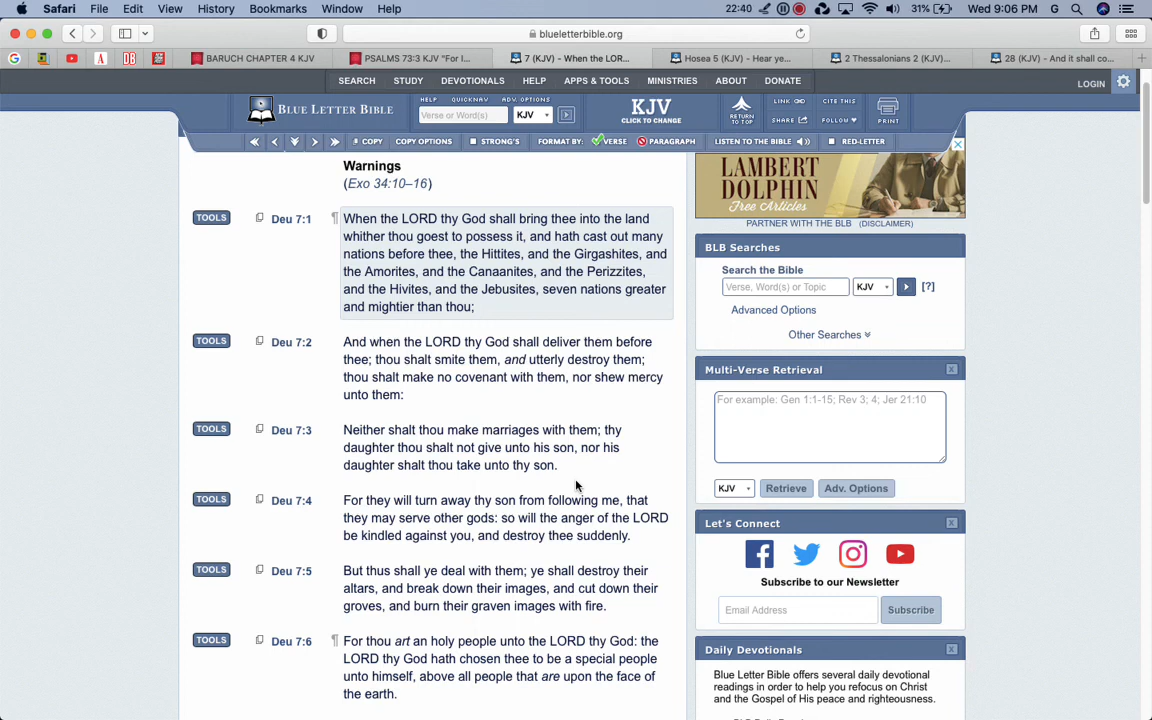 Safari File Edit View History Bookmarks Window Help 22:40 31% Wed 9:06 PM G
blueletterbible.org
BARUCH CHAPTER 4 KJV PSALMS 73:3 KJV "For I... 7 (KJV) - When the LOR... Hosea 5 (KJV) - Hear ye... 2 Thessalonians 2 (KJV)... 28 (KJV) - And it shall co...
SEARCH STUDY DEVOTIONALS HELP APPS & TOOLS MINISTRIES ABOUT DONATE LOGIN
BLUE LETTER BIBLE
HELP QUICKNAV ADV. OPTIONS
Verse or Word(s) KJV
KJV
CLICK TO CHANGE
RETURN
TO TOP
LINK CITE THIS
SHARE FOLLOW
PRINT
COPY COPY OPTIONS STRONG'S FORMAT BY: VERSE PARAGRAPH LISTEN TO THE BIBLE RED-LETTER
Warnings
(Exo 34:10–16)
TOOLS Deu 7:1 ¶ When the LORD thy God shall bring thee into the land
whither thou goest to possess it, and hath cast out many
nations before thee, the Hittites, and the Girgashites, and
the Amorites, and the Canaanites, and the Perizzites,
and the Hivites, and the Jebusites, seven nations greater
and mightier than thou;
TOOLS Deu 7:2 And when the LORD thy God shall deliver them before
thee; thou shalt smite them, and utterly destroy them;
thou shalt make no covenant with them, nor shew mercy
unto them:
TOOLS Deu 7:3 Neither shalt thou make marriages with them; thy
daughter thou shalt not give unto his son, nor his
daughter shalt thou take unto thy son.
TOOLS Deu 7:4 For they will turn away thy son from following me, that
they may serve other gods: so will the anger of the LORD
be kindled against you, and destroy thee suddenly.
TOOLS Deu 7:5 But thus shall ye deal with them; ye shall destroy their
altars, and break down their images, and cut down their
groves, and burn their graven images with fire.
TOOLS Deu 7:6 ¶ For thou art an holy people unto the LORD thy God: the
LORD thy God hath chosen thee to be a special people
unto himself, above all people that are upon the face of
the earth.
LAMBERT
DOLPHIN
Free Articles
PARTNER WITH THE BLB (DISCLAIMER)
BLB Searches
Search the Bible
Verse, Word(s) or Topic KJV [?]
Advanced Options
Other Searches
Multi-Verse Retrieval x
For example: Gen 1:1-15; Rev 3; 4; Jer 21:10
KJV Retrieve Adv. Options
Let's Connect x
Subscribe to our Newsletter
Email Address Subscribe
Daily Devotionals x
Blue Letter Bible offers several daily devotional
readings in order to help you refocus on Christ
and the Gospel of His peace and righteousness.